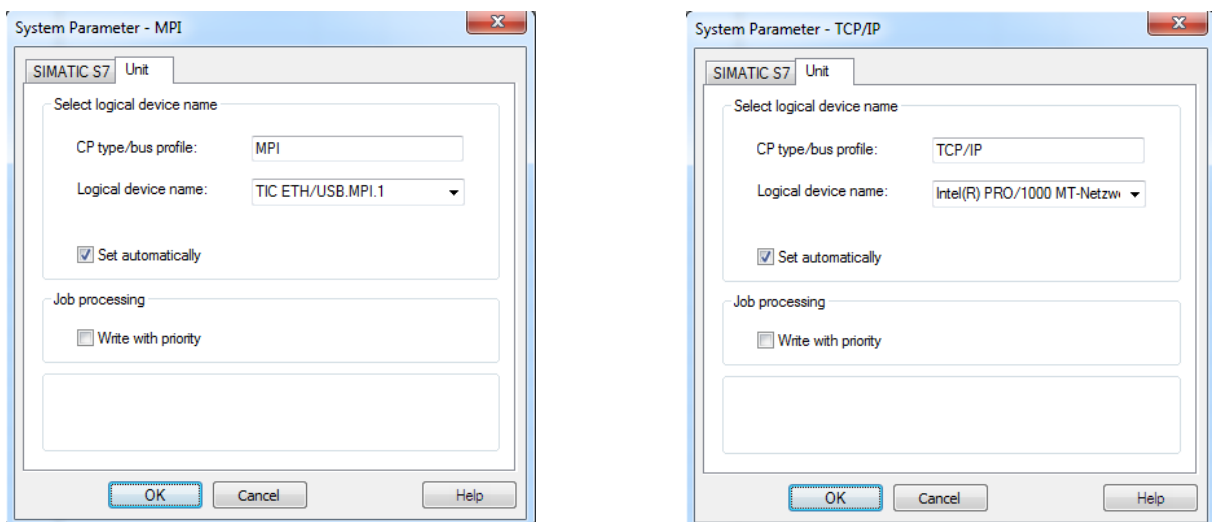 System Parameter - MPI
SIMATIC S7 Unit
Select logical device name
CP type/bus profile: MPI
Logical device name: TIC ETH/USB.MPI.1
Set automatically
Job processing
Write with priority
OK Cancel Help
System Parameter - TCP/IP
SIMATIC S7 Unit
Select logical device name
CP type/bus profile: TCP/IP
Logical device name: Intel(R) PRO/1000 MT-Netzw
Set automatically
Job processing
Write with priority
OK Cancel Help